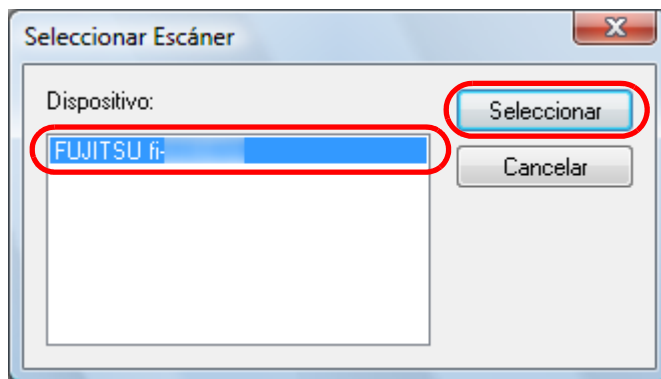 Seleccionar Escáner
Dispositivo:
FUJITSU fi-
Seleccionar
Cancelar